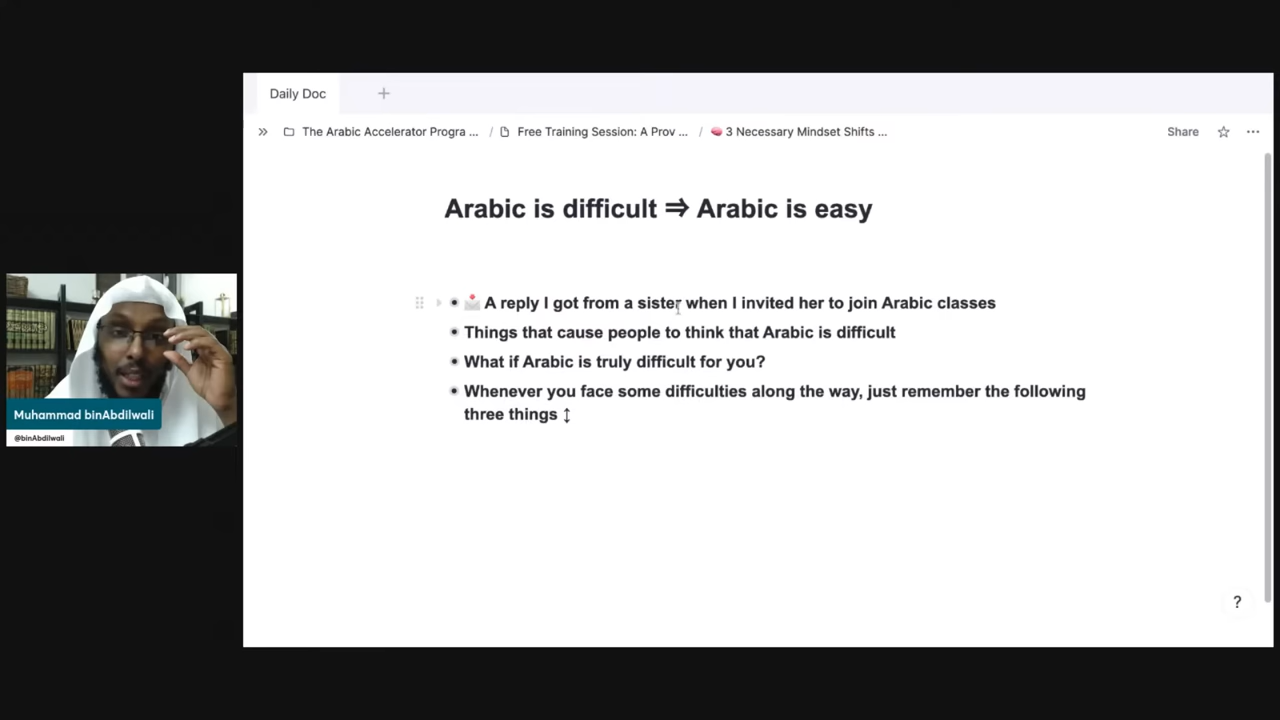 Daily Doc +
The Arabic Accelerator Progra ... / Free Training Session: A Prov ... / 3 Necessary Mindset Shifts ... Share
Arabic is difficult ⇒ Arabic is easy
A reply I got from a sister when I invited her to join Arabic classes
Things that cause people to think that Arabic is difficult
What if Arabic is truly difficult for you?
Whenever you face some difficulties along the way, just remember the following
three things ↕
Muhammad binAbdilwali
@binAbdilwali
?